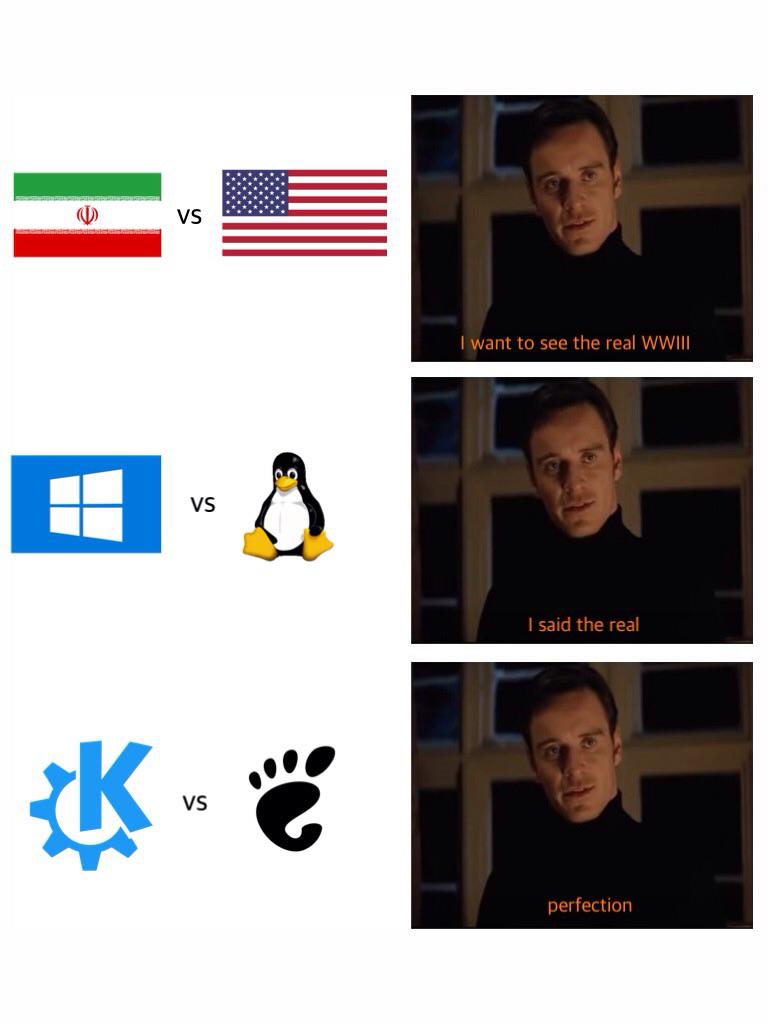 vs
I want to see the real WWIII
vs
I said the real
vs
perfection